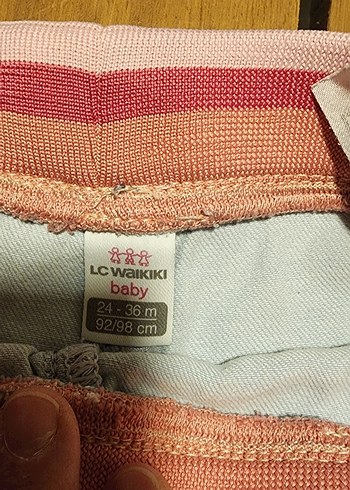 LC WAIKIKI
baby
24 - 36 m
92/98 cm